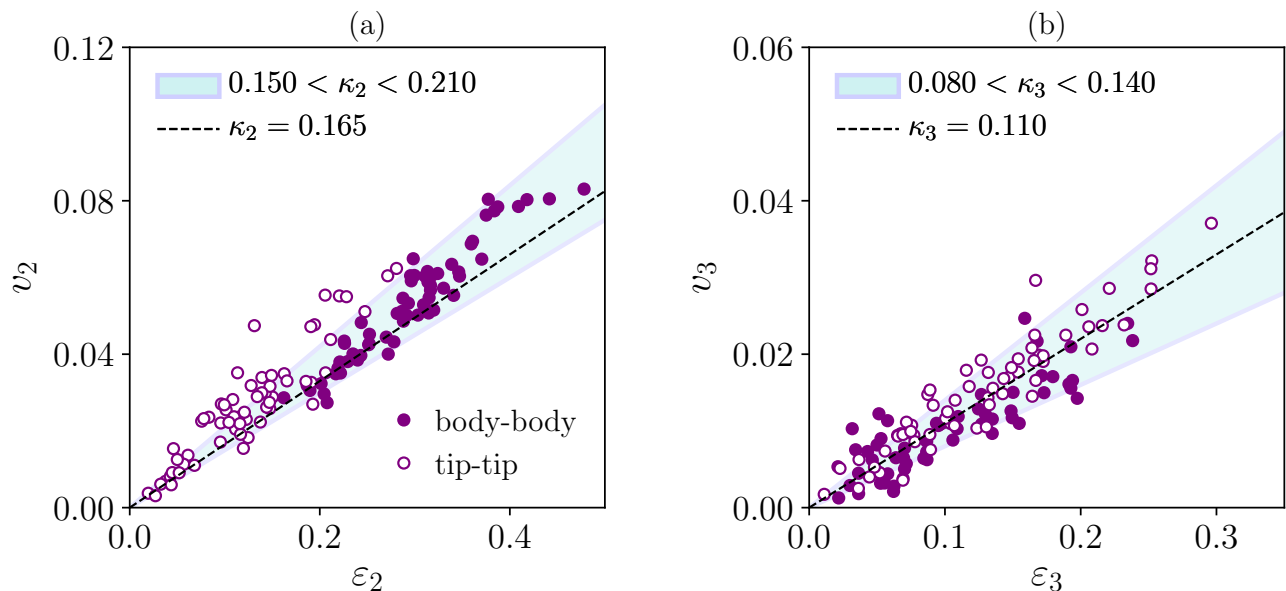 (a)
0.12
0.08
0.04
0.00
v₂
0.150 < κ₂ < 0.210
κ₂ = 0.165
body-body
tip-tip
0.0 0.2 0.4
ε₂
(b)
0.06
0.04
0.02
0.00
v₃
0.080 < κ₃ < 0.140
κ₃ = 0.110
0.0 0.1 0.2 0.3
ε₃